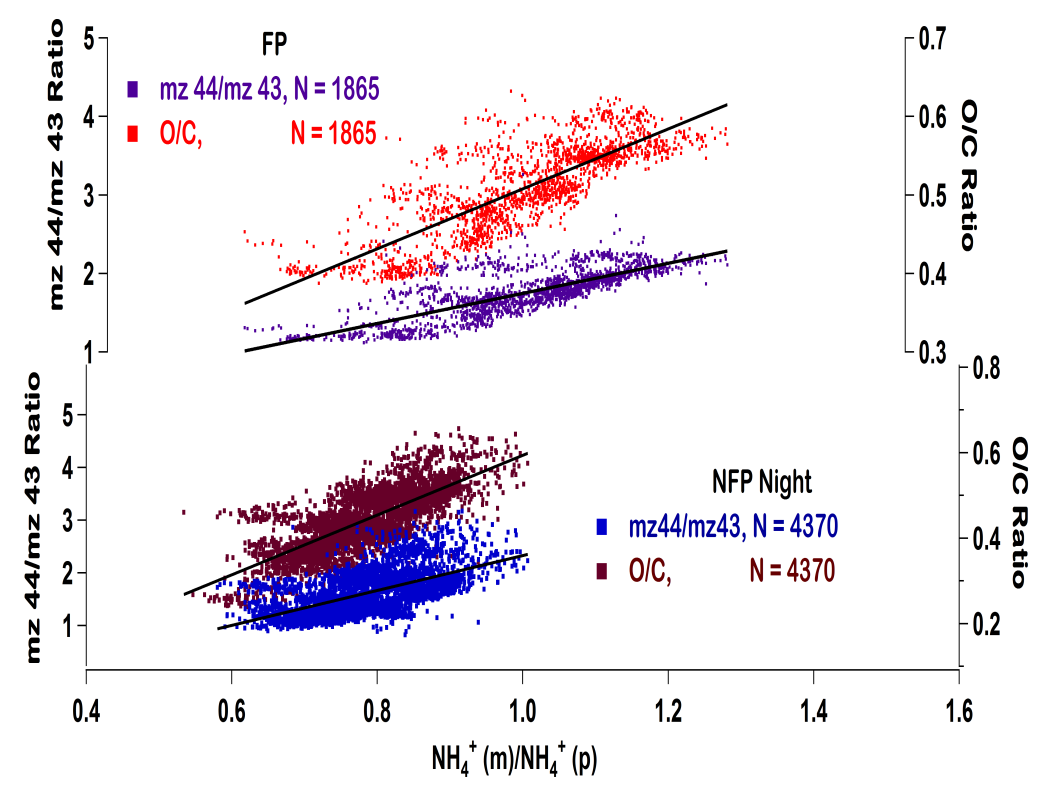 FP
mz 44/mz 43, N = 1865
O/C, N = 1865
mz 44/mz 43 Ratio
5
4
3
2
1
O/C Ratio
0.7
0.6
0.5
0.4
0.3
NFP Night
mz44/mz43, N = 4370
O/C, N = 4370
mz 44/mz 43 Ratio
5
4
3
2
1
O/C Ratio
0.8
0.6
0.4
0.2
0.4 0.6 0.8 1.0 1.2 1.4 1.6
NH₄⁺ (m)/NH₄⁺ (p)